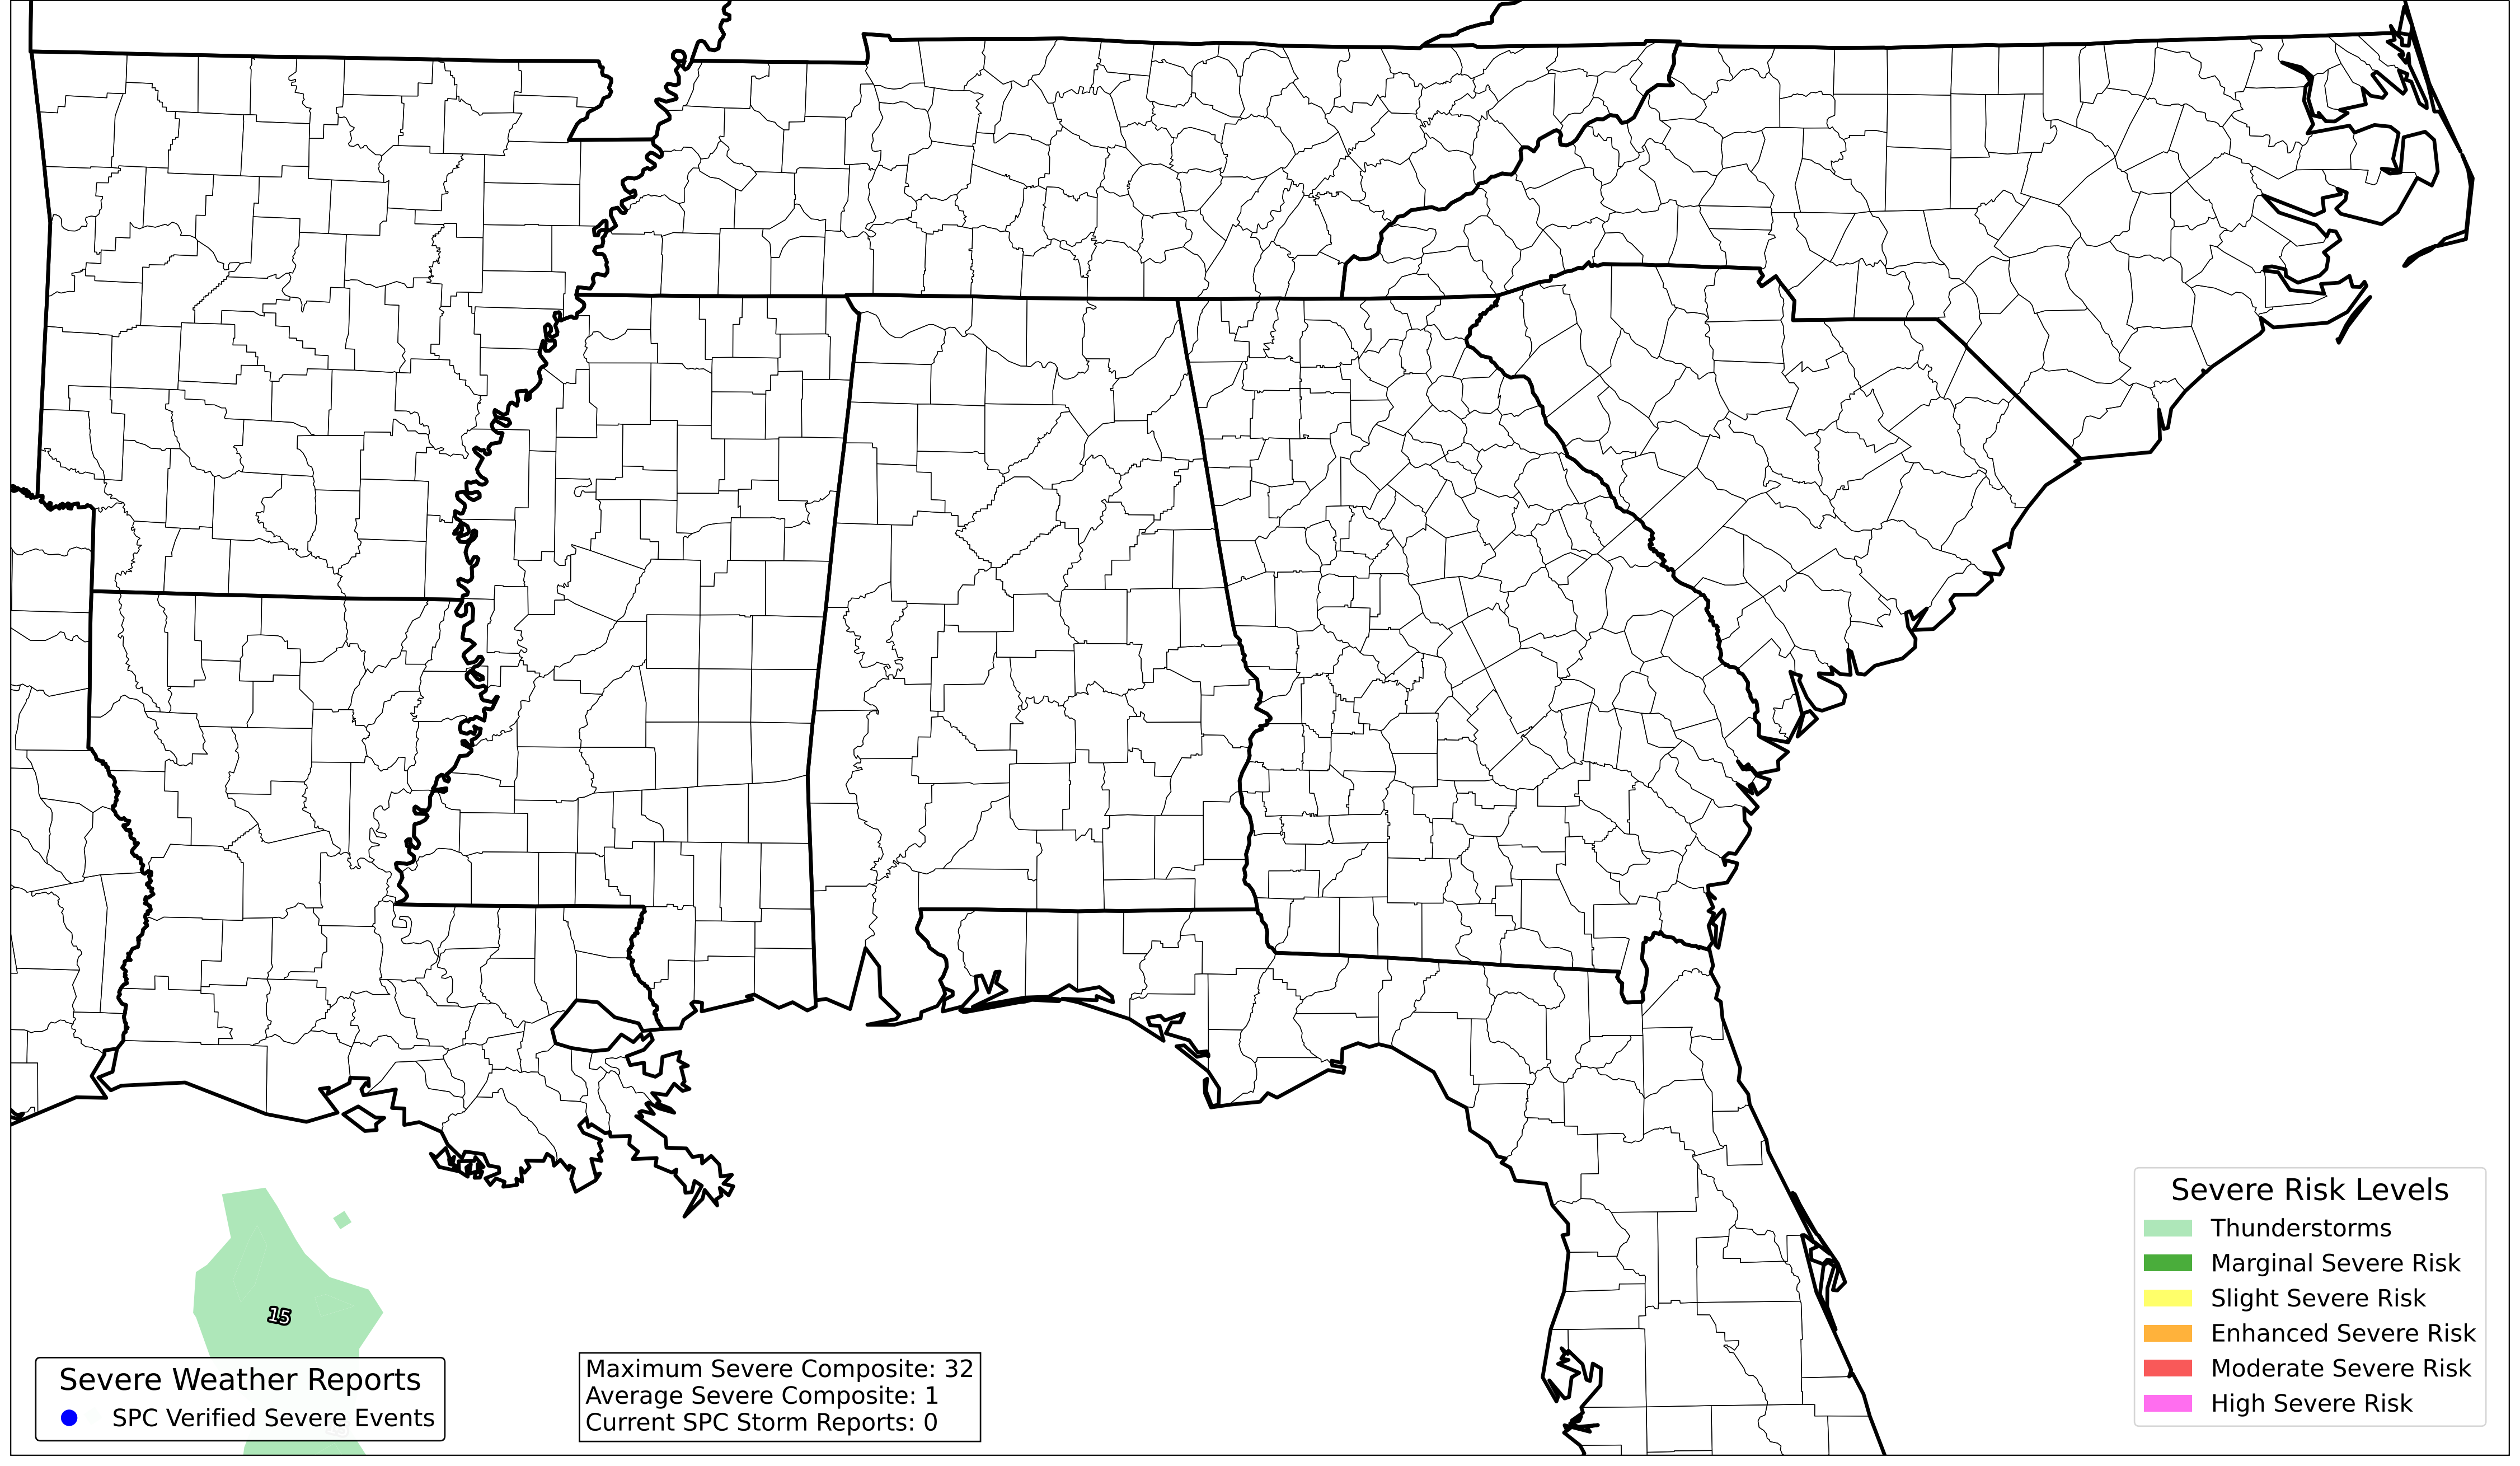 15
Severe Weather Reports
SPC Verified Severe Events
Maximum Severe Composite: 32
Average Severe Composite: 1
Current SPC Storm Reports: 0
Severe Risk Levels
Thunderstorms
Marginal Severe Risk
Slight Severe Risk
Enhanced Severe Risk
Moderate Severe Risk
High Severe Risk